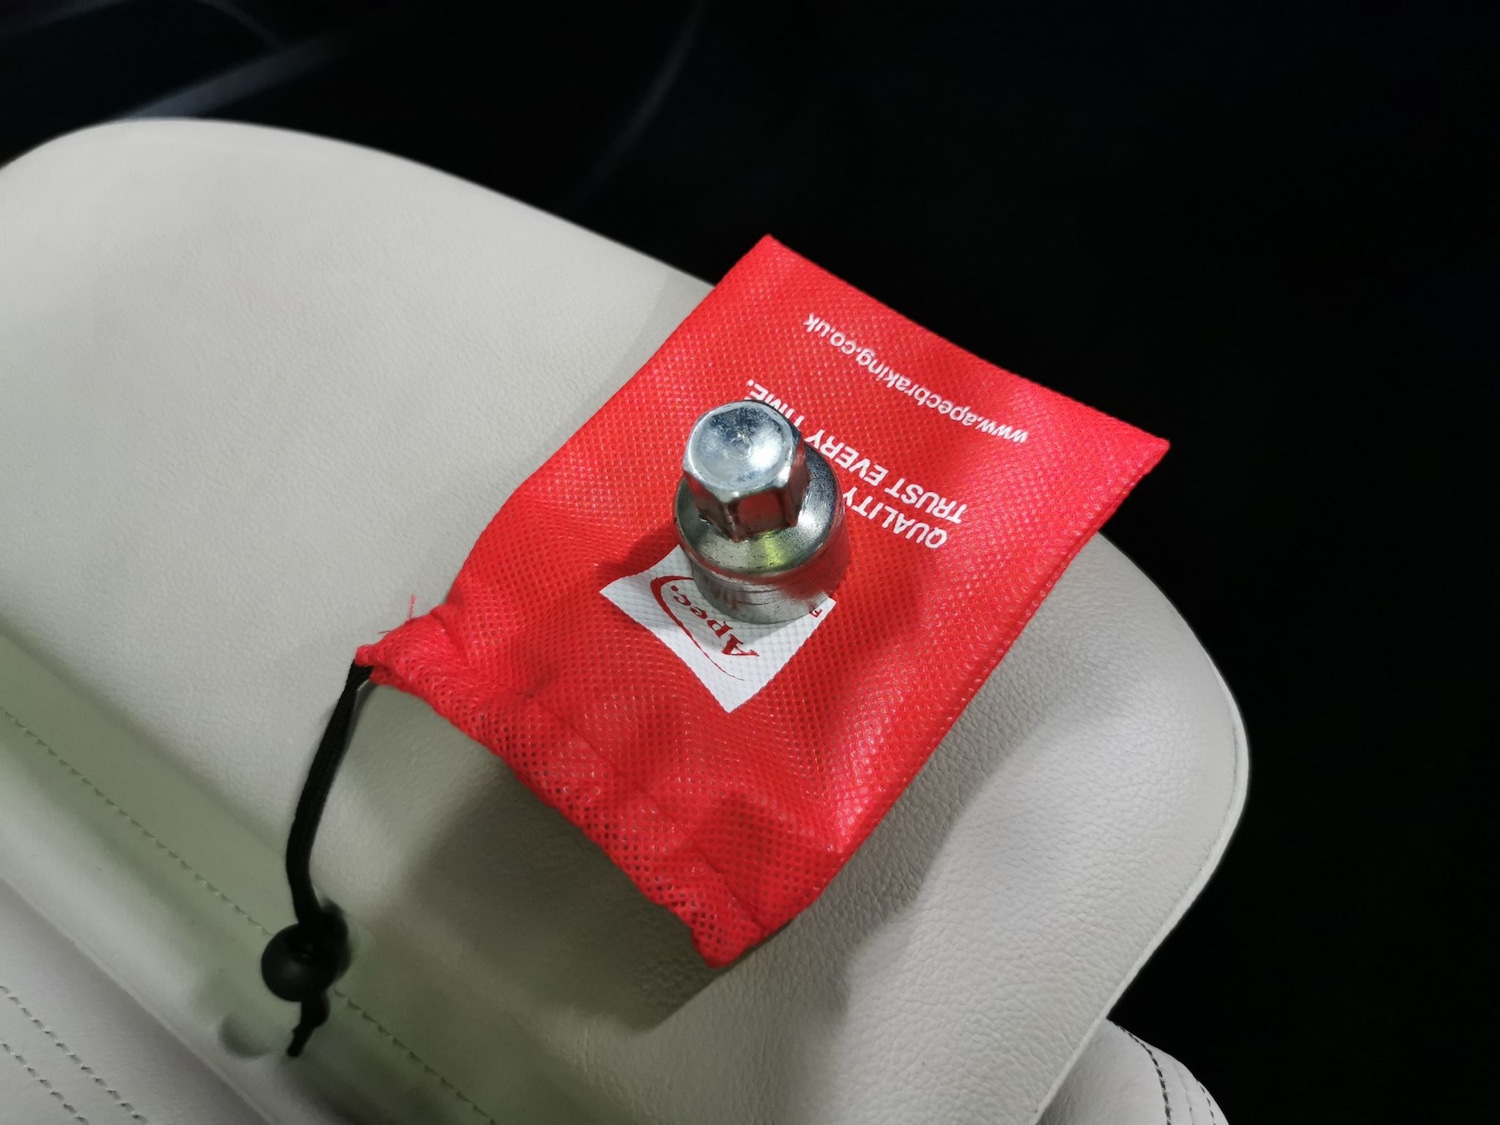 Apec.
QUALITY
TRUST EVERY TIME.
www.apecbraking.co.uk